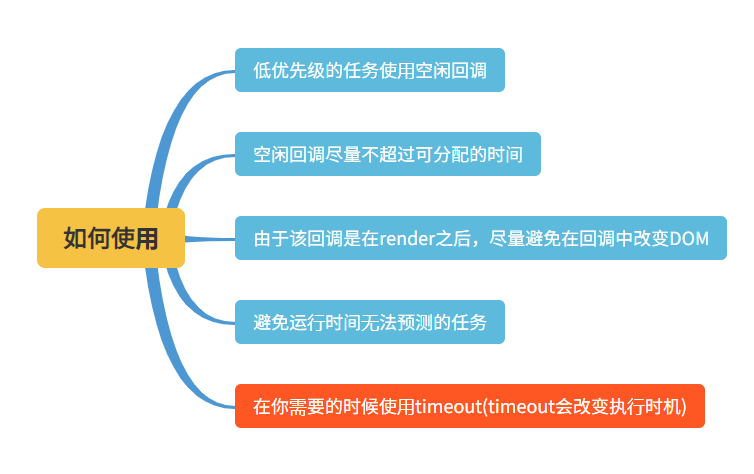 低优先级的任务使用空闲回调
空闲回调尽量不超过可分配的时间
如何使用
由于该回调是在render之后，尽量避免在回调中改变DOM
避免运行时间无法预测的任务
在你需要的时候使用timeout(timeout会改变执行时机)